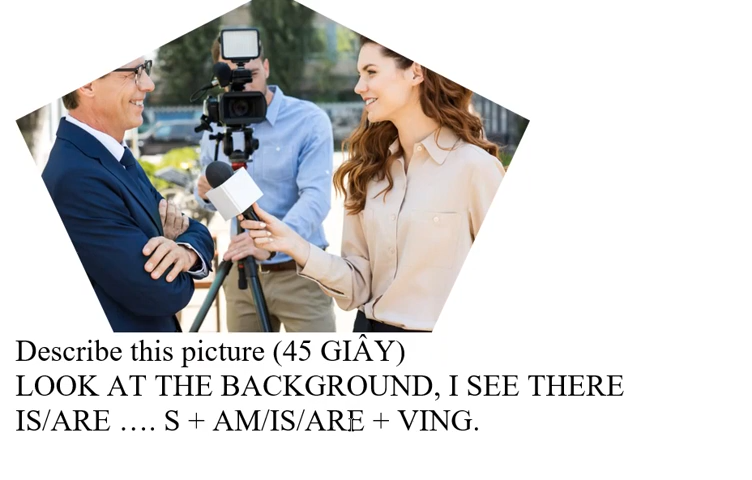 Describe this picture (45 GIÂY)
LOOK AT THE BACKGROUND, I SEE THERE
IS/ARE …. S + AM/IS/ARE + VING.